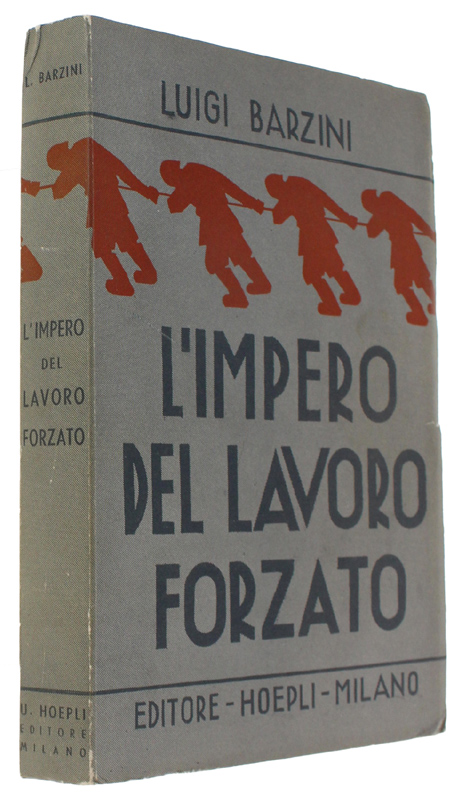 L. BARZINI
L'IMPERO
DEL
LAVORO
FORZATO
U. HOEPLI
EDITORE
MILANO
LUIGI BARZINI
L'IMPERO
DEL LAVORO
FORZATO
EDITORE-HOEPLI-MILANO